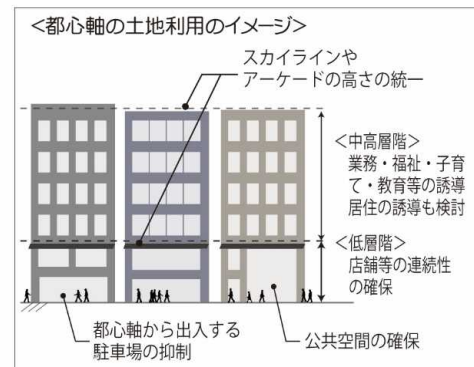 <都心軸の土地利用のイメージ>
スカイラインや
アーケードの高さの統一
<中高層階>
業務・福祉・子育
て・教育等の誘導
居住の誘導も検討
<低層階>
店舗等の連続性
の確保
都心軸から出入する
駐車場の抑制
公共空間の確保